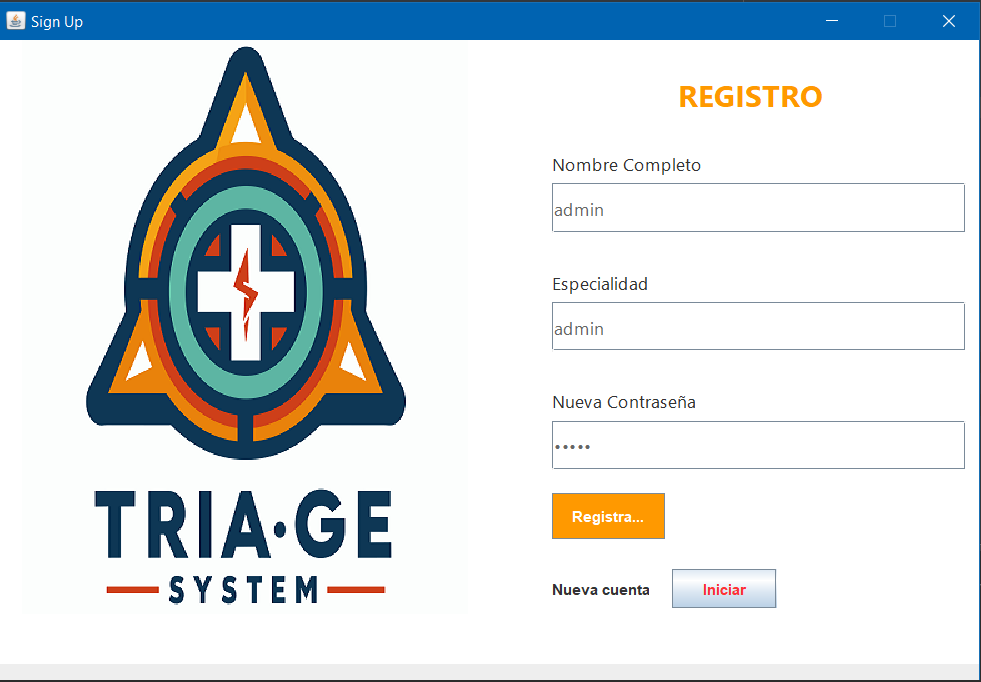 Sign Up
TRIA·GE
SYSTEM
REGISTRO
Nombre Completo
admin
Especialidad
admin
Nueva Contraseña
•••••
Registra...
Nueva cuenta
Iniciar